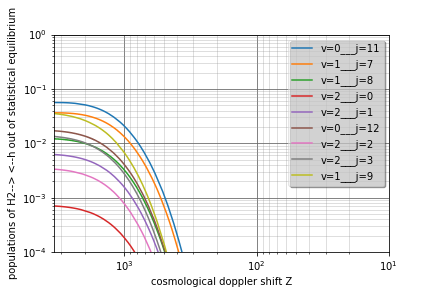 populations of H2--> <--h out of statistical equilibrium
10⁰
10⁻¹
10⁻²
10⁻³
10⁻⁴
v=0___j=11
v=1___j=7
v=1___j=8
v=2___j=0
v=2___j=1
v=0___j=12
v=2___j=2
v=2___j=3
v=1___j=9
10³
10²
10¹
cosmological doppler shift Z